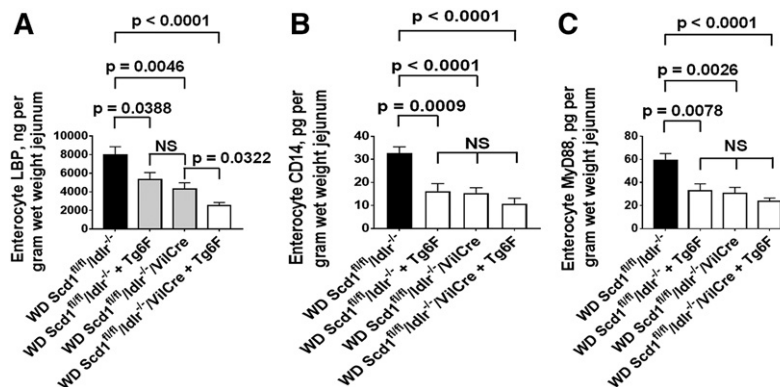 A
p < 0.0001
p = 0.0046
p = 0.0388
NS
p = 0.0322
Enterocyte LBP, ng per
gram wet weight jejunum
10000
8000
6000
4000
2000
0
WD Scd1fl/fl/ldlr-/-
WD Scd1fl/fl/ldlr-/- + Tg6F
WD Scd1fl/fl/ldlr-/-/VilCre
WD Scd1fl/fl/ldlr-/-/VilCre + Tg6F
B
p < 0.0001
p < 0.0001
p = 0.0009
NS
Enterocyte CD14, pg per
gram wet weight jejunum
40
30
20
10
0
WD Scd1fl/fl/ldlr-/-
WD Scd1fl/fl/ldlr-/- + Tg6F
WD Scd1fl/fl/ldlr-/-/VilCre
WD Scd1fl/fl/ldlr-/-/VilCre + Tg6F
C
p < 0.0001
p = 0.0026
p = 0.0078
NS
Enterocyte MyD88, pg per
gram wet weight jejunum
80
60
40
20
0
WD Scd1fl/fl/ldlr-/-
WD Scd1fl/fl/ldlr-/- + Tg6F
WD Scd1fl/fl/ldlr-/-/VilCre
WD Scd1fl/fl/ldlr-/-/VilCre + Tg6F